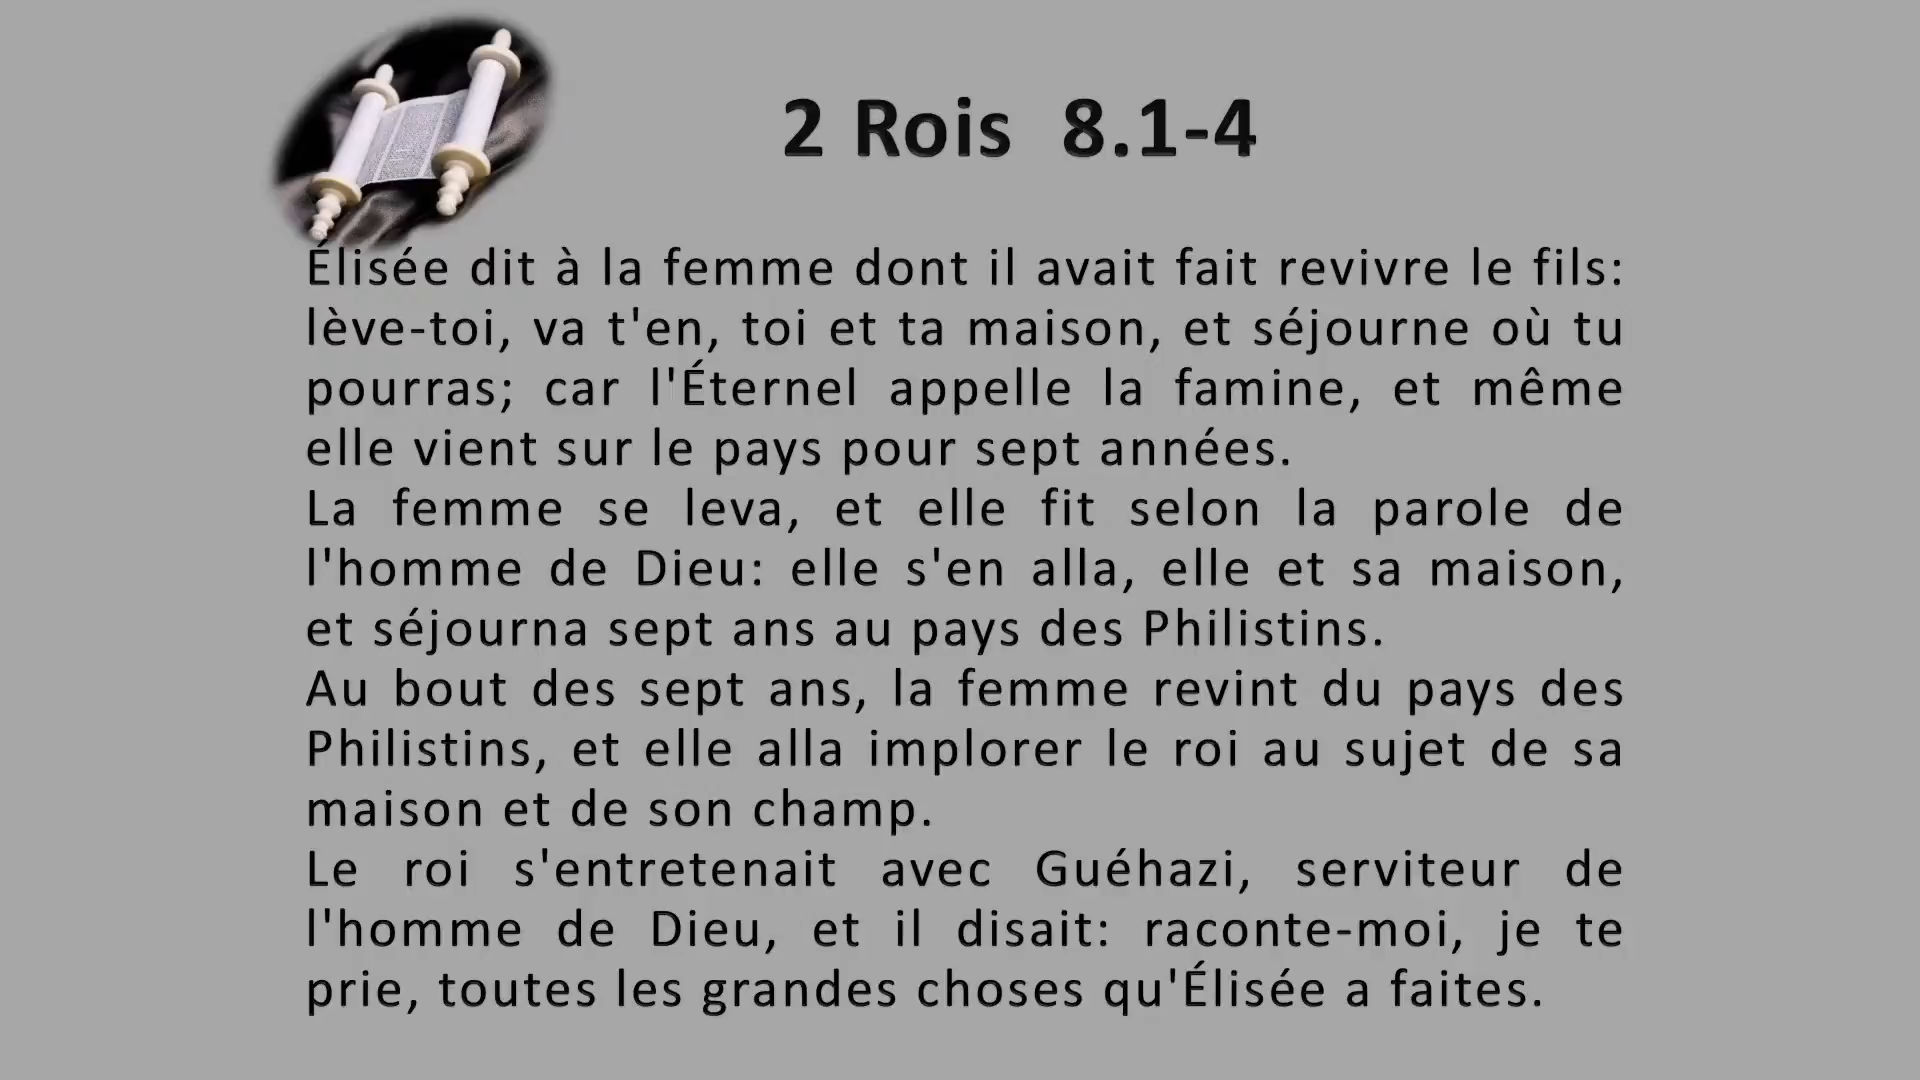 2 Rois 8.1-4
Élisée dit à la femme dont il avait fait revivre le fils:
lève-toi, va t'en, toi et ta maison, et séjourne où tu
pourras; car l'Éternel appelle la famine, et même
elle vient sur le pays pour sept années.
La femme se leva, et elle fit selon la parole de
l'homme de Dieu: elle s'en alla, elle et sa maison,
et séjourna sept ans au pays des Philistins.
Au bout des sept ans, la femme revint du pays des
Philistins, et elle alla implorer le roi au sujet de sa
maison et de son champ.
Le roi s'entretenait avec Guéhazi, serviteur de
l'homme de Dieu, et il disait: raconte-moi, je te
prie, toutes les grandes choses qu'Élisée a faites.